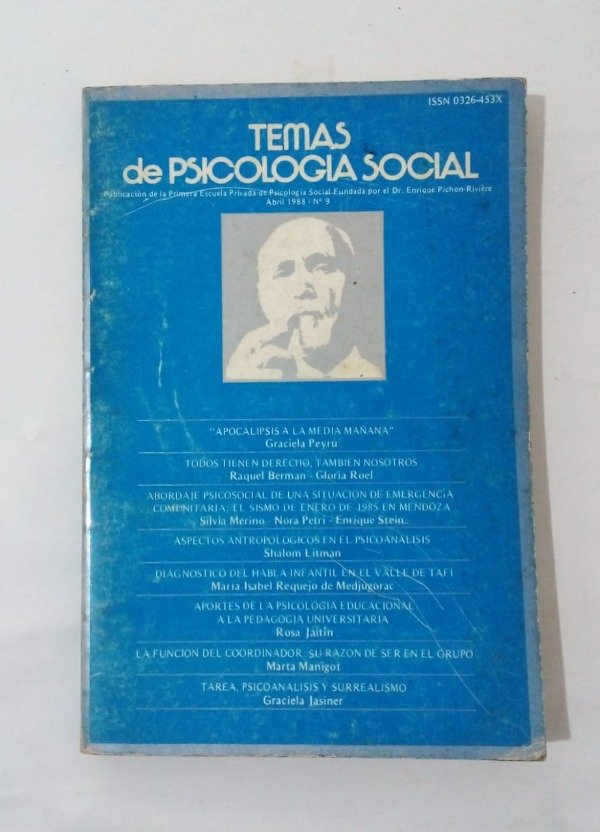 ISSN 0326-453X
TEMAS
de PSICOLOGIA SOCIAL
Publicación de la Primera Escuela Privada de Psicología Social Fundada por el Dr. Enrique Pichon-Rivière
Abril 1988 - Nº 9
"APOCALIPSIS A LA MEDIA MAÑANA"
Graciela Peyrú
TODOS TIENEN DERECHO, TAMBIEN NOSOTROS
Raquel Berman - Gloria Roel
ABORDAJE PSICOSOCIAL DE UNA SITUACION DE EMERGENCIA
COMUNITARIA: EL SISMO DE ENERO DE 1985 EN MENDOZA
Silvia Merino - Nora Petri - Enrique Stein
ASPECTOS ANTROPOLOGICOS EN EL PSICOANALISIS
Shalom Litman
DIAGNOSTICO DEL HABLA INFANTIL EN EL VALLE DE TAFI
María Isabel Requejo de Medjugorac
APORTES DE LA PSICOLOGIA EDUCACIONAL
A LA PEDAGOGIA UNIVERSITARIA
Rosa Jaitin
LA FUNCION DEL COORDINADOR: SU RAZON DE SER EN EL GRUPO
Marta Manigot
TAREA, PSICOANALISIS Y SURREALISMO
Graciela Jasiner